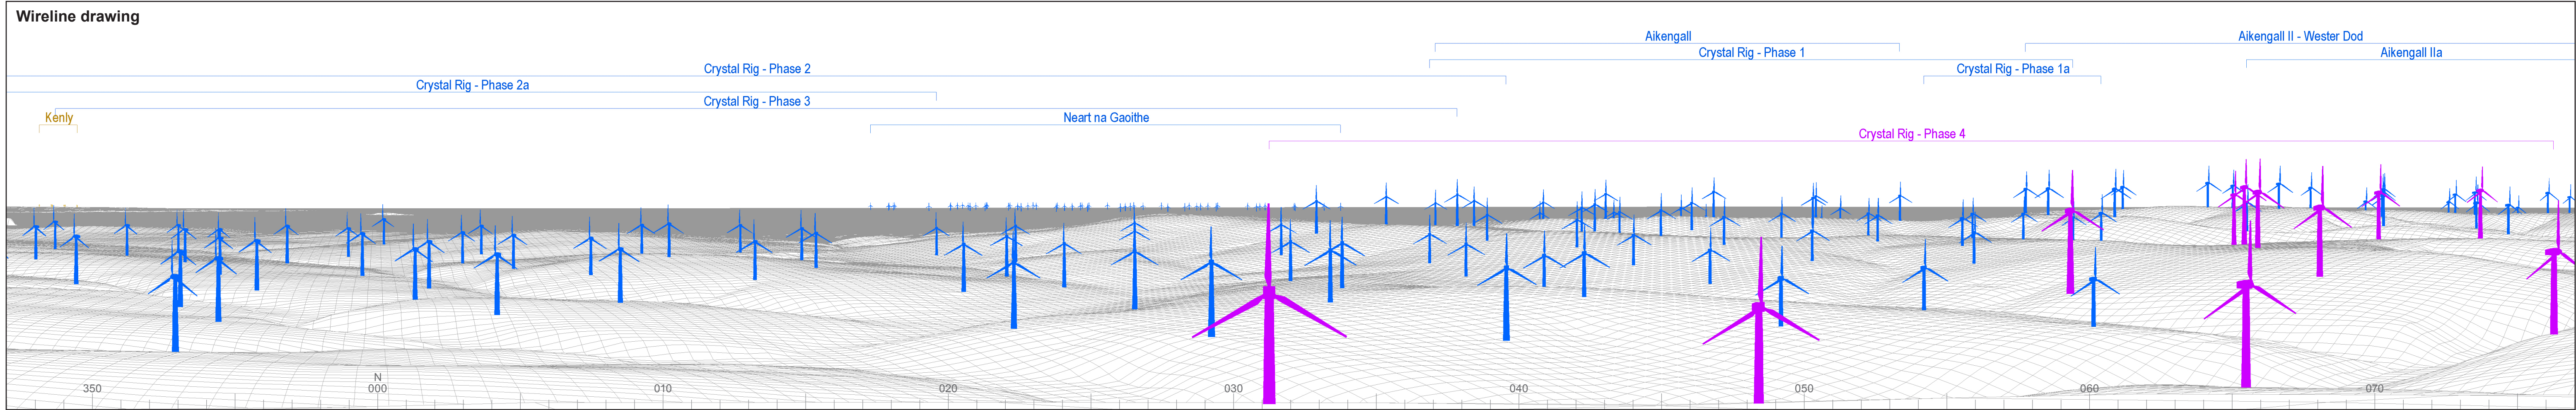 Wireline drawing
Aikengall
Aikengall II - Wester Dod
Crystal Rig - Phase 1
Aikengall IIa
Crystal Rig - Phase 2
Crystal Rig - Phase 1a
Crystal Rig - Phase 2a
Crystal Rig - Phase 3
Kenly
Neart na Gaoithe
Crystal Rig - Phase 4
N
350 000 010 020 030 040 050 060 070